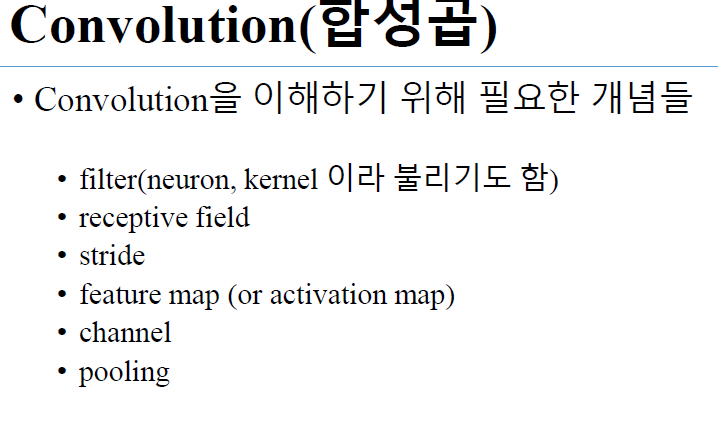 Convolution(합성곱)
• Convolution을 이해하기 위해 필요한 개념들
• filter(neuron, kernel 이라 불리기도 함)
• receptive field
• stride
• feature map (or activation map)
• channel
• pooling